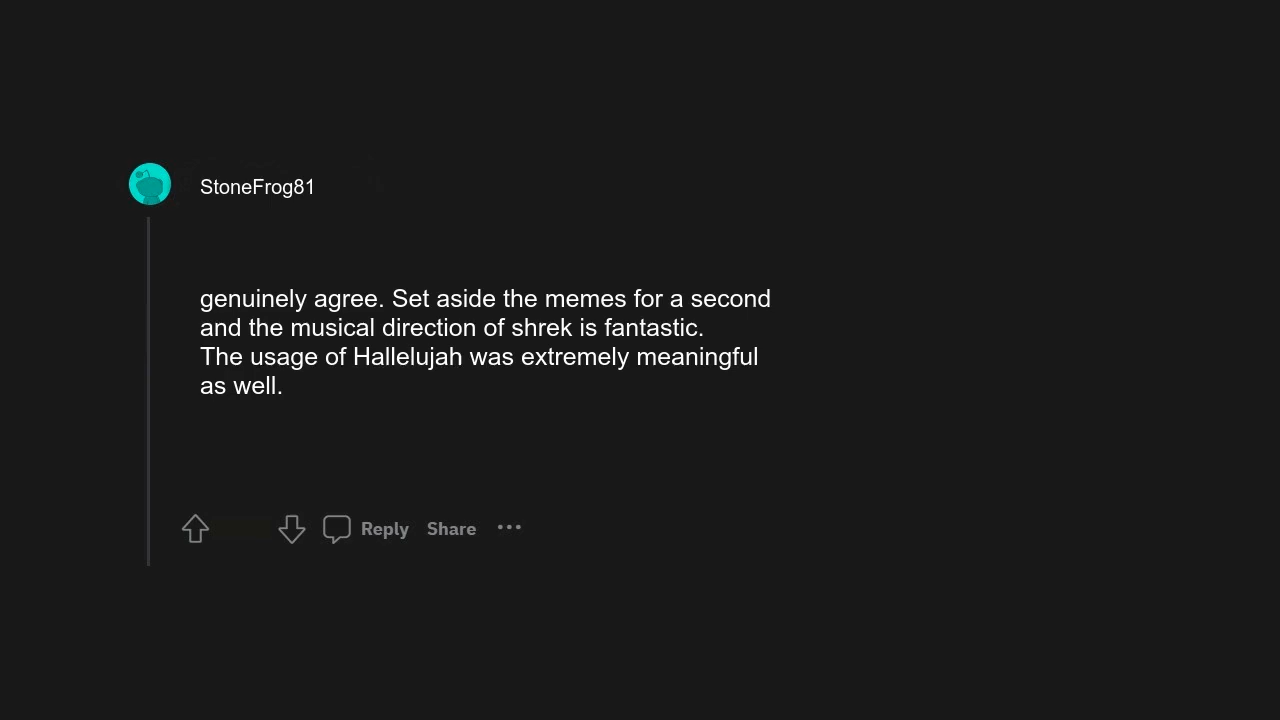 StoneFrog81
genuinely agree. Set aside the memes for a second
and the musical direction of shrek is fantastic.
The usage of Hallelujah was extremely meaningful
as well.
Reply Share